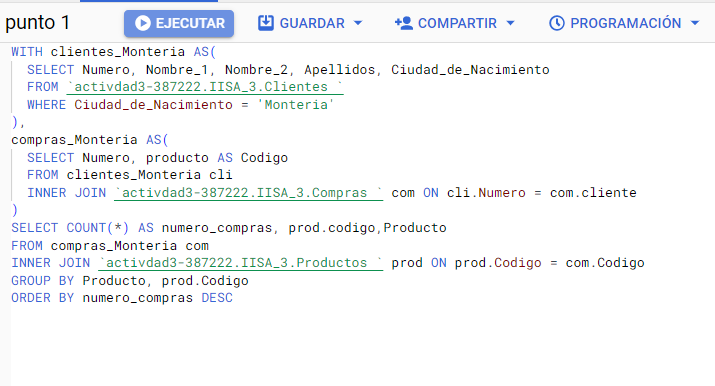 punto 1 EJECUTAR GUARDAR COMPARTIR PROGRAMACIÓN
WITH clientes_Monteria AS(
SELECT Numero, Nombre_1, Nombre_2, Apellidos, Ciudad_de_Nacimiento
FROM `activdad3-387222.IISA_3.Clientes `
WHERE Ciudad_de_Nacimiento = 'Monteria'
),
compras_Monteria AS(
SELECT Numero, producto AS Codigo
FROM clientes_Monteria cli
INNER JOIN `activdad3-387222.IISA_3.Compras ` com ON cli.Numero = com.cliente
)
SELECT COUNT(*) AS numero_compras, prod.codigo,Producto
FROM compras_Monteria com
INNER JOIN `activdad3-387222.IISA_3.Productos ` prod ON prod.Codigo = com.Codigo
GROUP BY Producto, prod.Codigo
ORDER BY numero_compras DESC